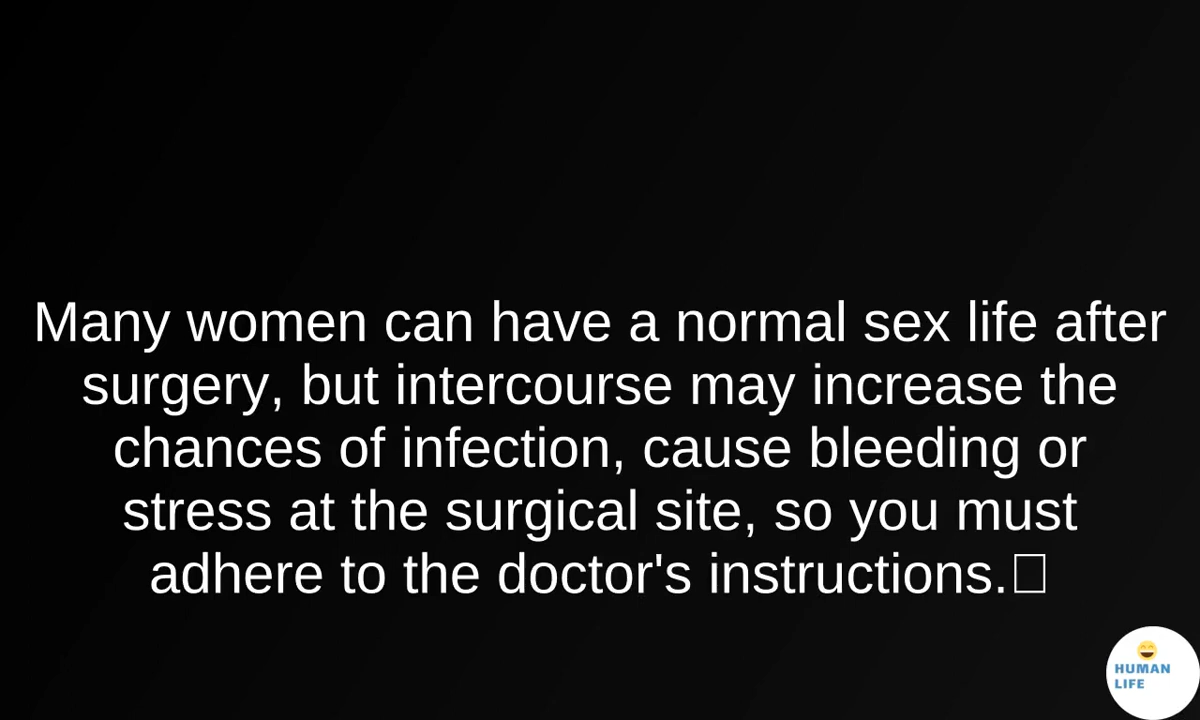 Many women can have a normal sex life after
surgery, but intercourse may increase the
chances of infection, cause bleeding or
stress at the surgical site, so you must
adhere to the doctor's instructions.
HUMAN
LIFE